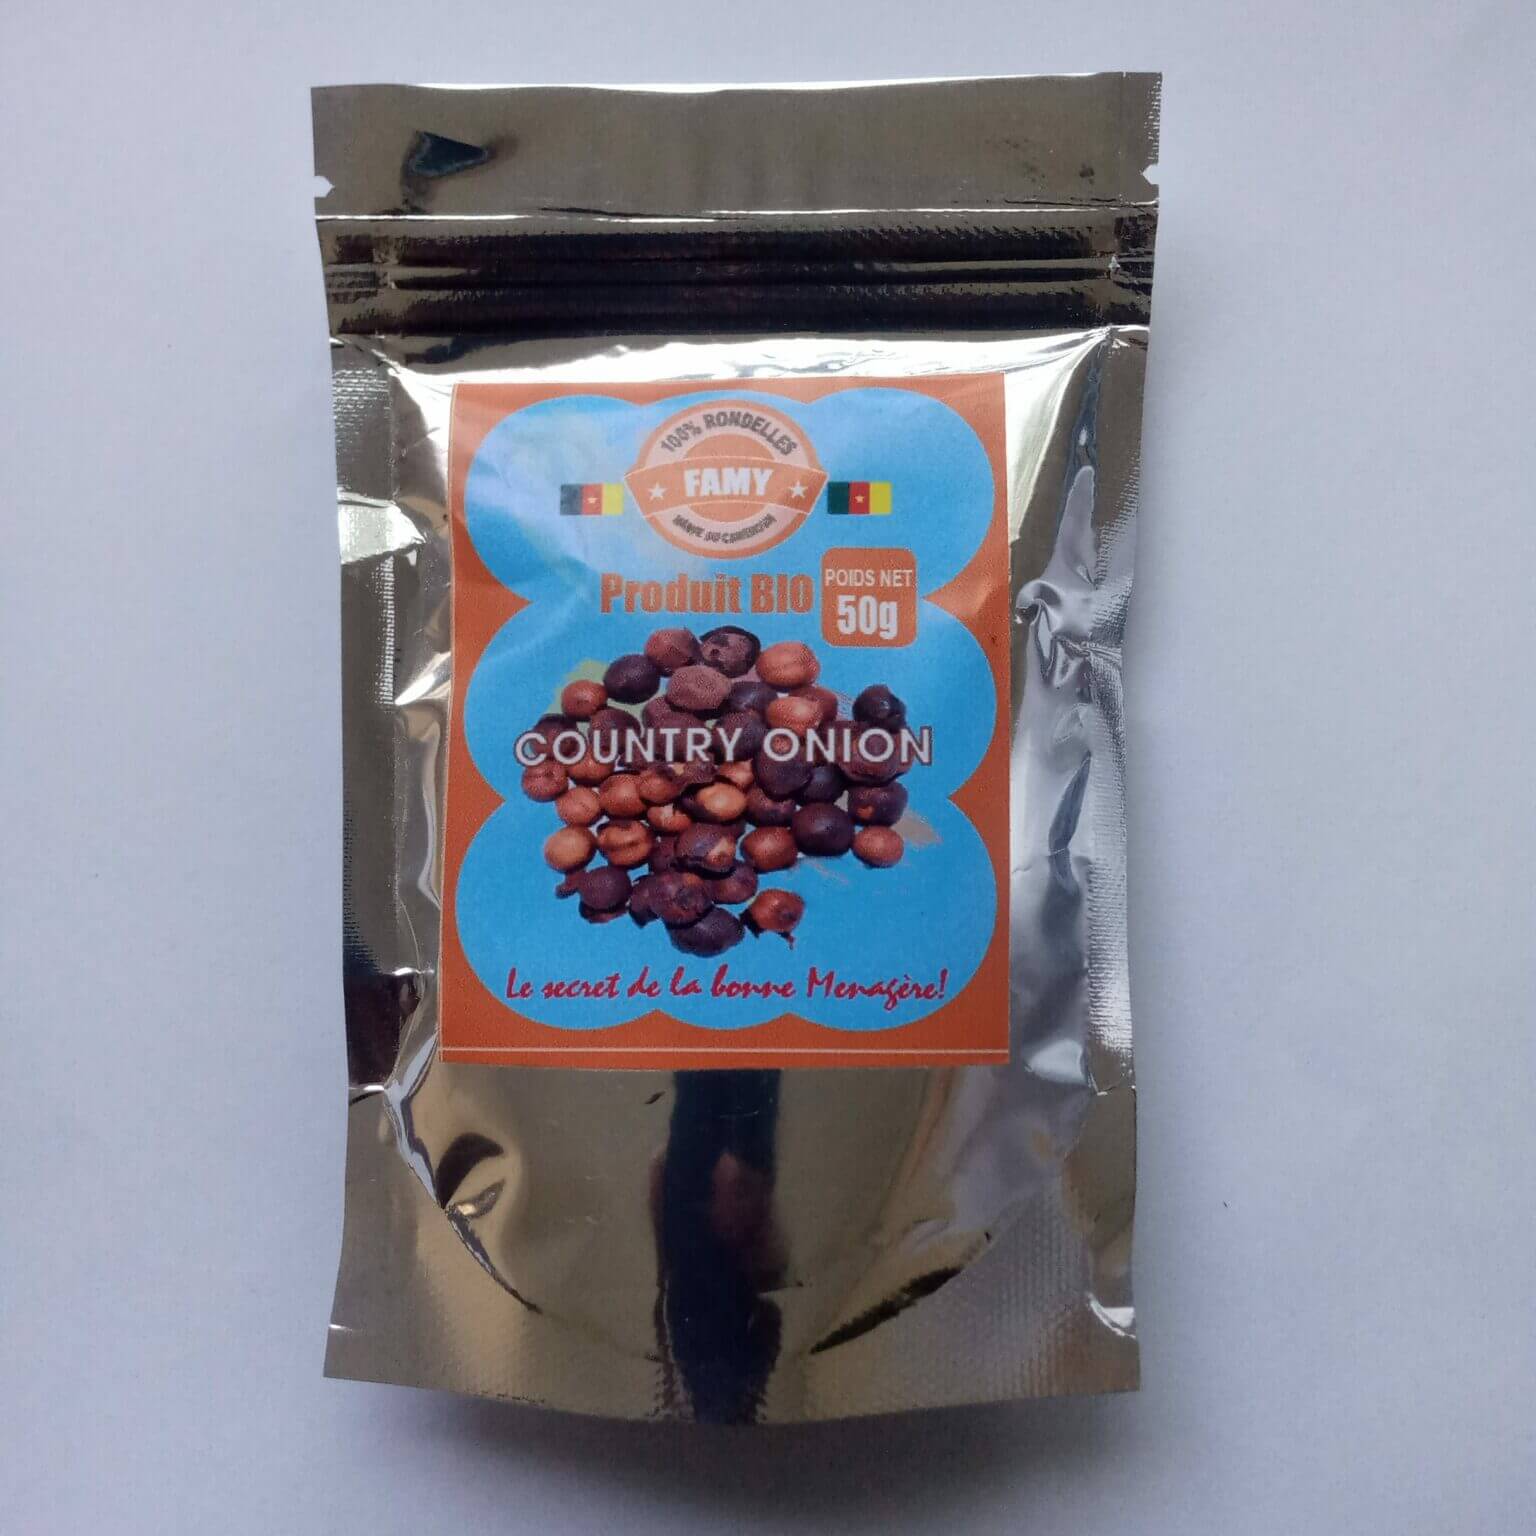 100% RONDELLES
FAMY
Produit BIO
POIDS NET
50g
COUNTRY ONION
Le secret de la bonne Menagère!